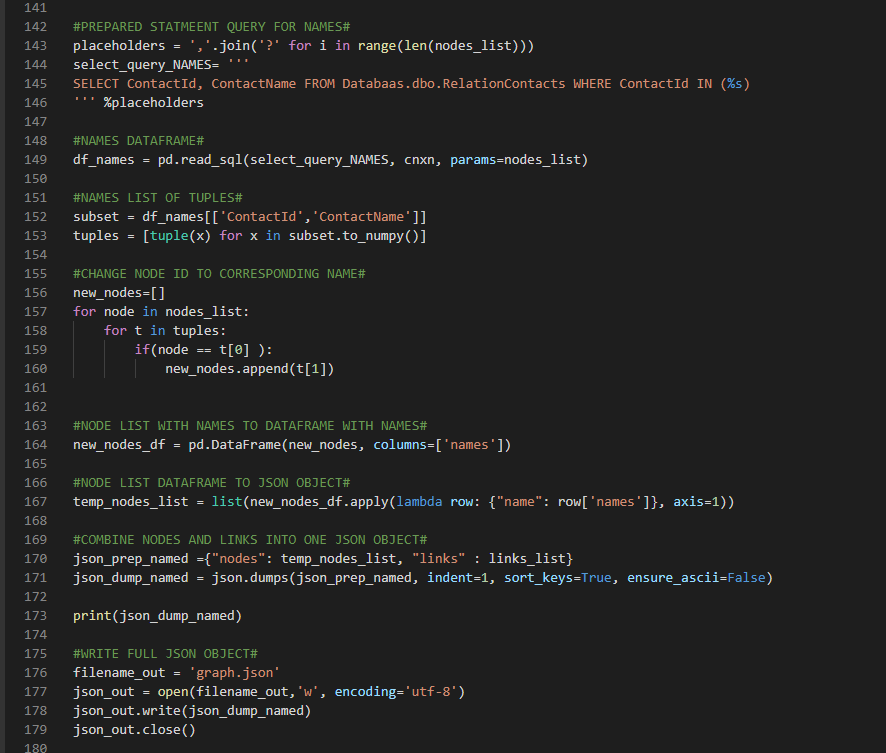 141
142 #PREPARED STATMEENT QUERY FOR NAMES#
143 placeholders = ','.join('?' for i in range(len(nodes_list)))
144 select_query_NAMES= '''
145 SELECT ContactId, ContactName FROM Databaas.dbo.RelationContacts WHERE ContactId IN (%s)
146 ''' %placeholders
147
148 #NAMES DATAFRAME#
149 df_names = pd.read_sql(select_query_NAMES, cnxn, params=nodes_list)
150
151 #NAMES LIST OF TUPLES#
152 subset = df_names[['ContactId','ContactName']]
153 tuples = [tuple(x) for x in subset.to_numpy()]
154
155 #CHANGE NODE ID TO CORRESPONDING NAME#
156 new_nodes=[]
157 for node in nodes_list:
158     for t in tuples:
159         if(node == t[0] ):
160             new_nodes.append(t[1])
161
162
163 #NODE LIST WITH NAMES TO DATAFRAME WITH NAMES#
164 new_nodes_df = pd.DataFrame(new_nodes, columns=['names'])
165
166 #NODE LIST DATAFRAME TO JSON OBJECT#
167 temp_nodes_list = list(new_nodes_df.apply(lambda row: {"name": row['names']}, axis=1))
168
169 #COMBINE NODES AND LINKS INTO ONE JSON OBJECT#
170 json_prep_named ={"nodes": temp_nodes_list, "links" : links_list}
171 json_dump_named = json.dumps(json_prep_named, indent=1, sort_keys=True, ensure_ascii=False)
172
173 print(json_dump_named)
174
175 #WRITE FULL JSON OBJECT#
176 filename_out = 'graph.json'
177 json_out = open(filename_out,'w', encoding='utf-8')
178 json_out.write(json_dump_named)
179 json_out.close()
180